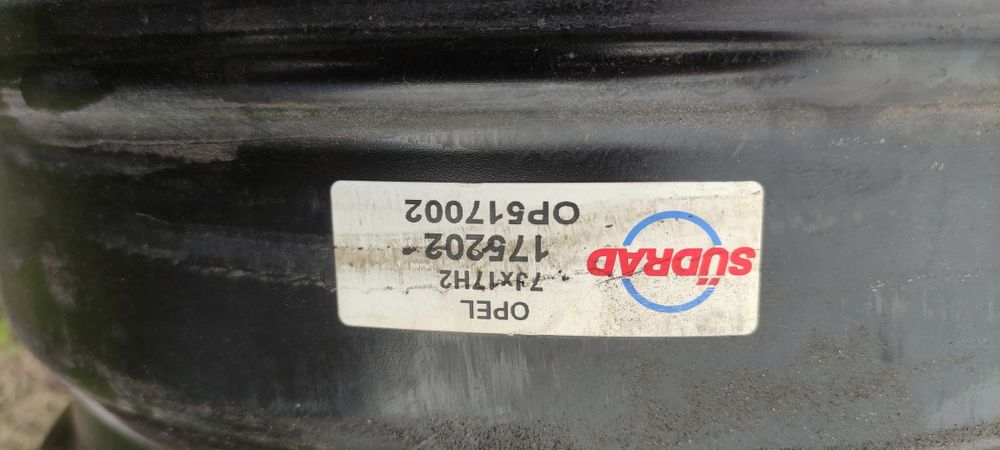 OPEL
7Jx17H2
175202
OP517002
SÜDRAD